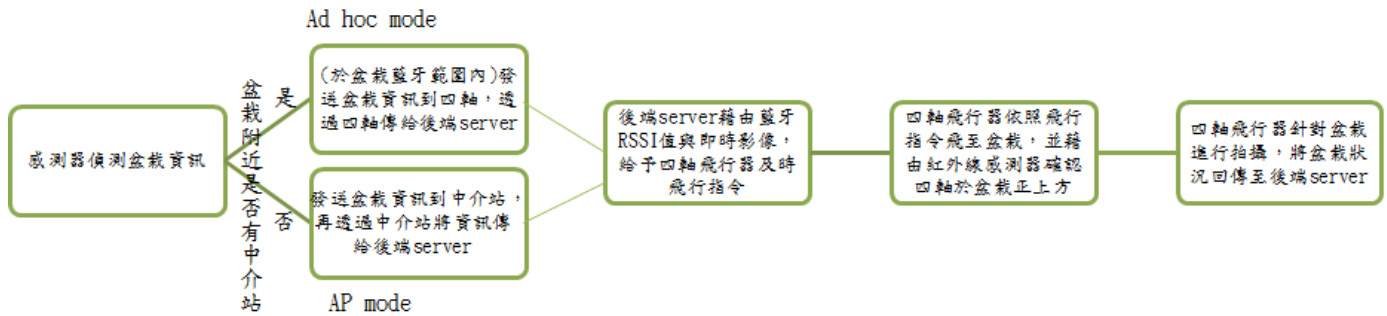 感測器偵測盆栽資訊
盆栽附近是否有中介站
是
否
Ad hoc mode
(於盆栽藍牙範圍內)發
送盆栽資訊到四軸，透
過四軸傳給後端server
發送盆栽資訊到中介站，
再透過中介站將資訊傳
給後端server
AP mode
後端server藉由藍牙
RSSI值與即時影像，
給予四軸飛行器及時
飛行指令
四軸飛行器依照飛行
指令飛至盆栽，並藉
由紅外線感測器確認
四軸於盆栽正上方
四軸飛行器針對盆栽
進行拍攝，將盆栽狀
況回傳至後端server